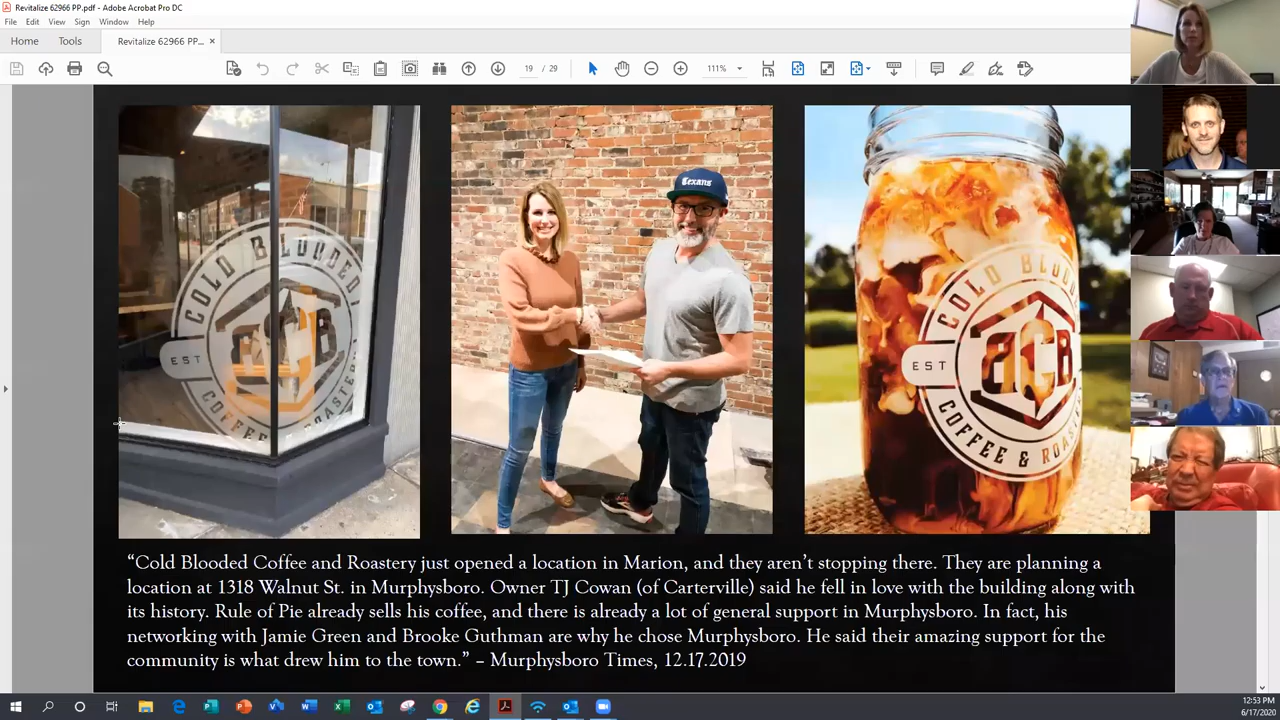 Revitalize 62966 PP.pdf - Adobe Acrobat Pro DC
File Edit View Sign Window Help
Home Tools Revitalize 62966 PP... ×
19 / 29 111%
COLD BLOODED
EST
COFFEE &
Texans
COLD BLOODED
EST
aCB
COFFEE & ROASTERY
“Cold Blooded Coffee and Roastery just opened a location in Marion, and they aren’t stopping there. They are planning a
location at 1318 Walnut St. in Murphysboro. Owner TJ Cowan (of Carterville) said he fell in love with the building along with
its history. Rule of Pie already sells his coffee, and there is already a lot of general support in Murphysboro. In fact, his
networking with Jamie Green and Brooke Guthman are why he chose Murphysboro. He said their amazing support for the
community is what drew him to the town.” – Murphysboro Times, 12.17.2019
12:53 PM
6/17/2020